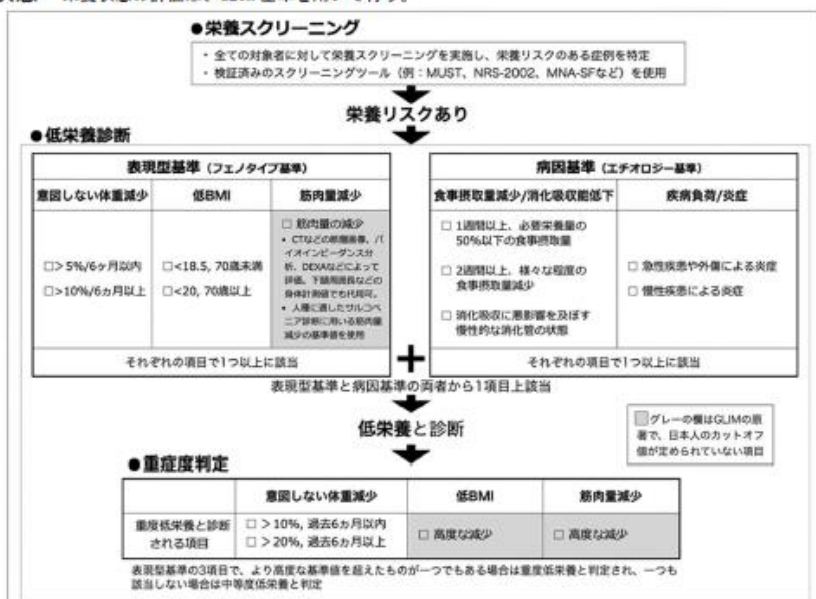 栄養状態の評価は、GLIM基準を用いて行う。
●栄養スクリーニング
・全ての対象者に対して栄養スクリーニングを実施し、栄養リスクのある症例を特定
・検証済みのスクリーニングツール（例：MUST、NRS-2002、MNA-SFなど）を使用
栄養リスクあり
●低栄養診断
表現型基準（フェノタイプ基準）
意図しない体重減少 低BMI 筋肉量減少
□>5%/6ヶ月以内
□>10%/6ヵ月以上
□<18.5, 70歳未満
□<20, 70歳以上
□ 筋肉量の減少
• CTなどの断層画像、バ
イオインピーダンス分
析、DEXAなどによって
評価。下腿周囲長などの
身体計測値でも代用可。
• 人種に適したサルコペ
ニア診断に用いる筋肉量
減少の基準値を使用
それぞれの項目で1つ以上に該当
病因基準（エチオロジー基準）
食事摂取量減少/消化吸収能低下 疾病負荷/炎症
□ 1週間以上、必要栄養量の
50%以下の食事摂取量
□ 2週間以上、様々な程度の
食事摂取量減少
□ 消化吸収に悪影響を及ぼす
慢性的な消化管の状態
□ 急性疾患や外傷による炎症
□ 慢性疾患による炎症
それぞれの項目で1つ以上に該当
+
表現型基準と病因基準の両者から1項目上該当
低栄養と診断
□グレーの欄はGLIMの原
著で、日本人のカットオフ
値が定められていない項目
●重症度判定
意図しない体重減少 低BMI 筋肉量減少
重度低栄養と診断
される項目
□ >10%, 過去6ヵ月以内
□ >20%, 過去6ヵ月以上
□ 高度な減少
□ 高度な減少
表現型基準の3項目で、より高度な基準値を超えたものが一つでもある場合は重度低栄養と判定され、一つも
該当しない場合は中等度低栄養と判定